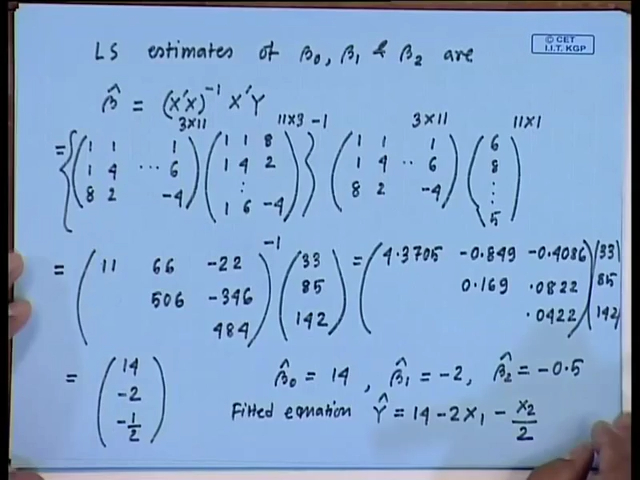 LS estimates of β₀, β₁ & β₂ are
© CET
I.I.T. KGP
β̂ = (X'X)⁻¹ X'Y
3×11 11×3 -1 3×11 11×1
= { ( 1 1 1 ) ( 1 1 8 ) } ( 1 1 1 ) ( 6 )
1 4 ... 6 1 4 2 1 4 .. 6 8
8 2 -4 : 8 2 -4 :
1 6 -4 5
= ( 11 66 -22 )⁻¹ ( 33 ) = ( 4.3705 -0.849 -0.4086 ) ( 33 )
506 -346 85 0.169 .0822 85
484 142 .0422 142
= ( 14 ) β̂₀ = 14 , β̂₁ = -2, β̂₂ = -0.5
-2 Fitted equation Ŷ = 14 - 2X₁ - X₂/2
-1/2